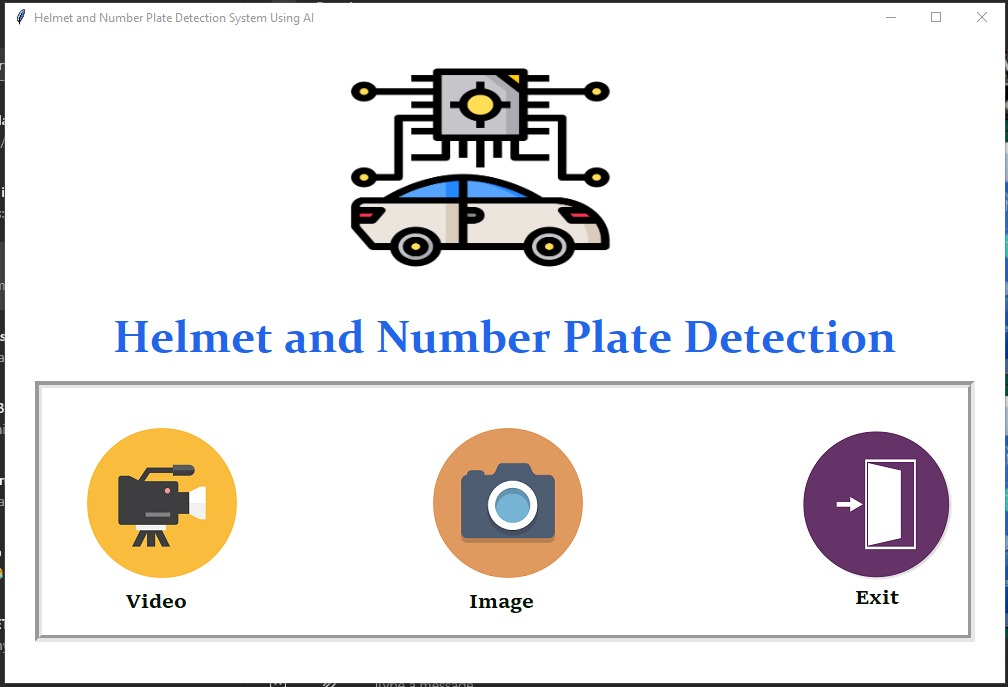 Helmet and Number Plate Detection System Using AI
Helmet and Number Plate Detection
Video
Image
Exit